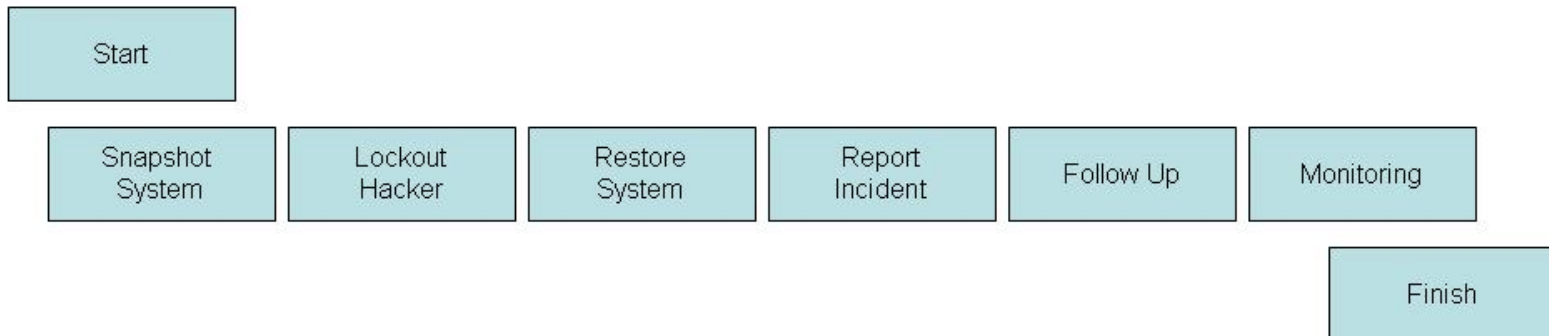 Start
Snapshot
System
Lockout
Hacker
Restore
System
Report
Incident
Follow Up
Monitoring
Finish